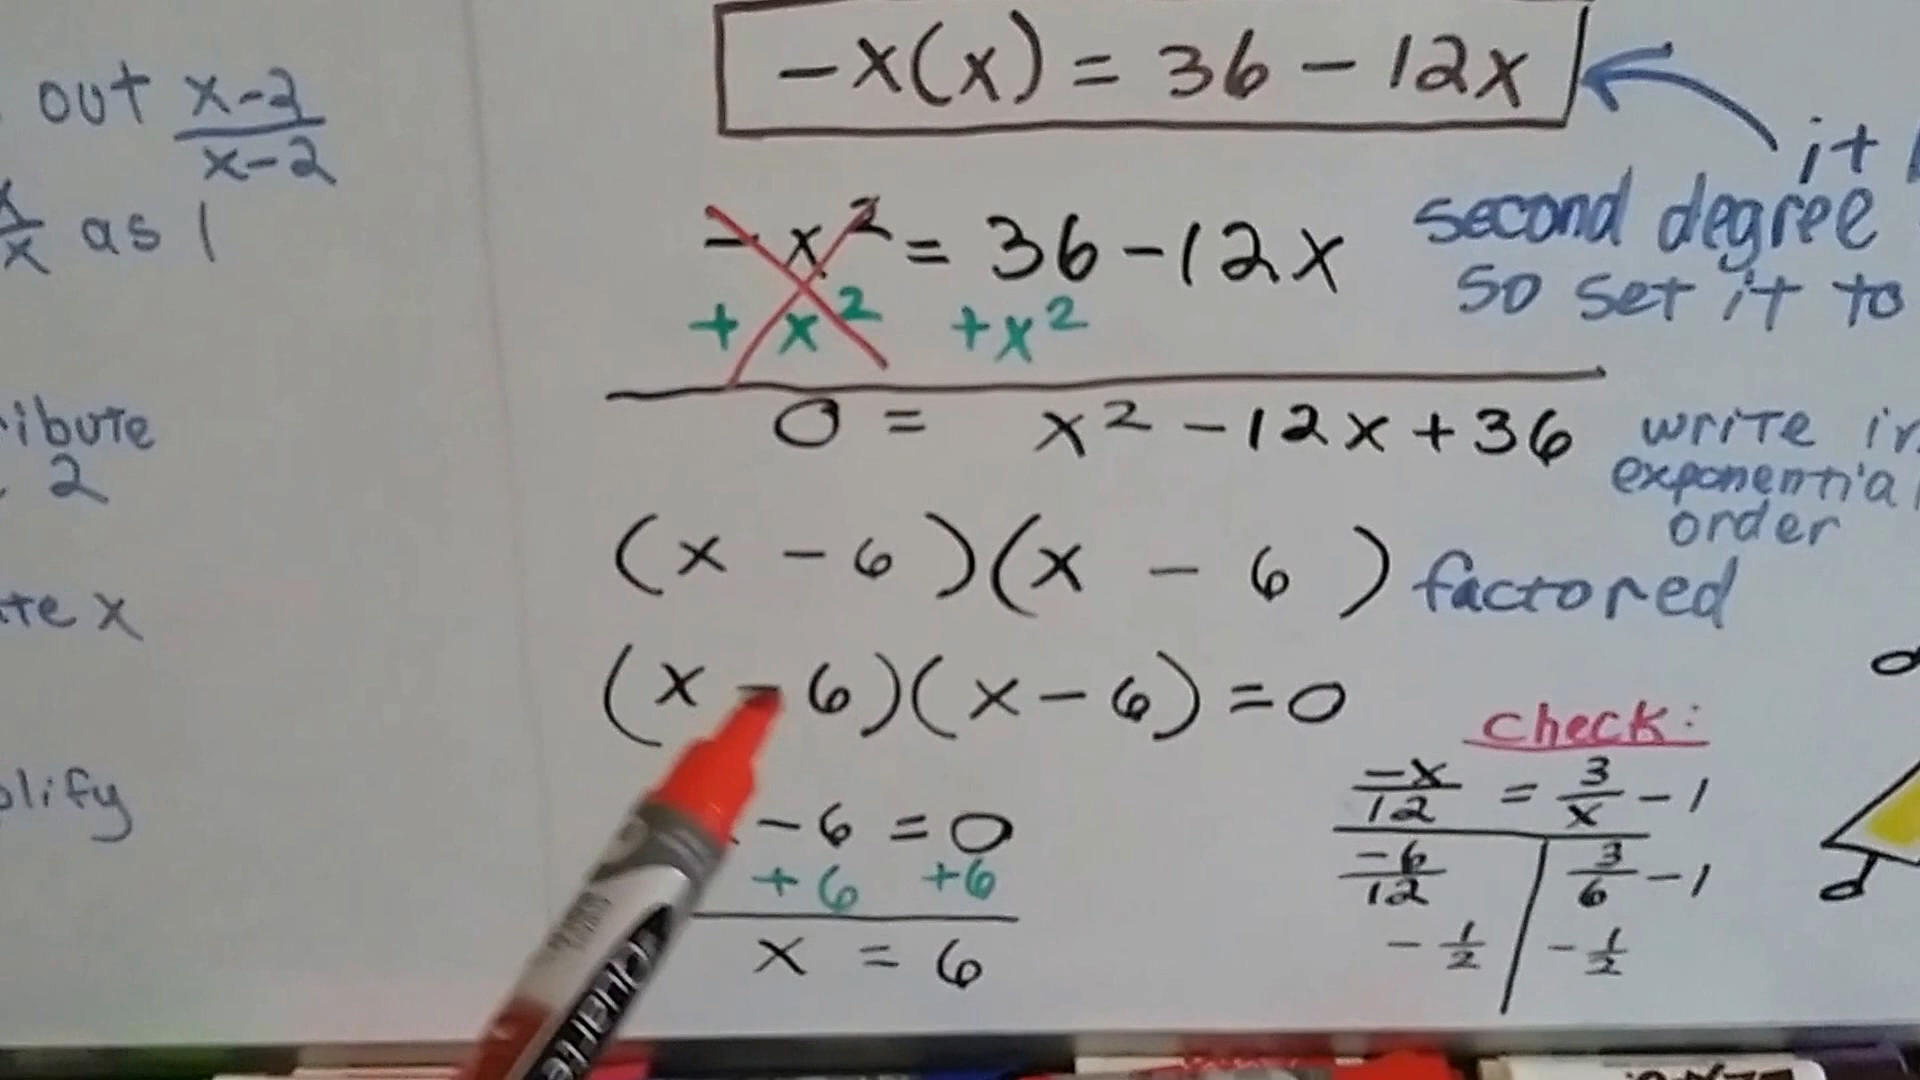 out x-2/x-2
x/x as 1
ribute
2
te x
plify
-x(x) = 36 - 12x
it
second degree
so set it to
-x² = 36 - 12x
+ x² +x²
0 = x² - 12x + 36
write in
exponential
order
(x - 6)(x - 6) factored
(x - 6)(x - 6) = 0
- 6 = 0
+ 6 +6
x = 6
check:
-x/12 = 3/x - 1
-6/12 3/6 - 1
- 1/2 - 1/2